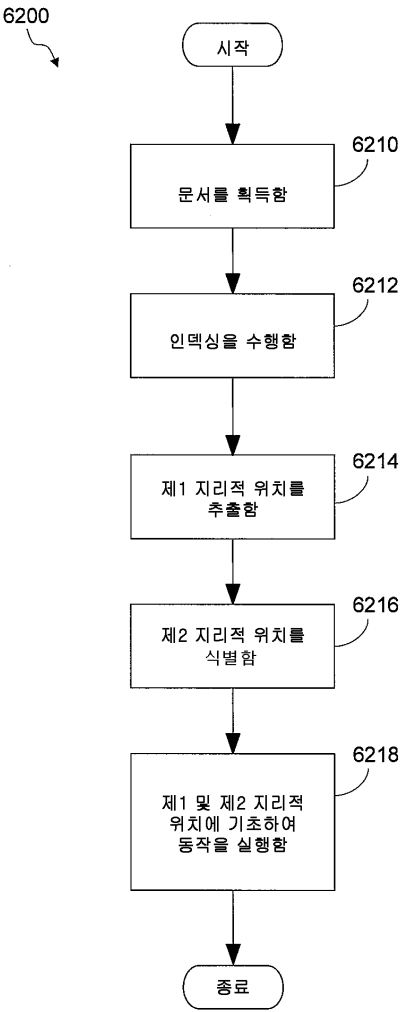 6200
시작
6210
문서를 획득함
6212
인덱싱을 수행함
6214
제1 지리적 위치를
추출함
6216
제2 지리적 위치를
식별함
6218
제1 및 제2 지리적
위치에 기초하여
동작을 실행함
종료